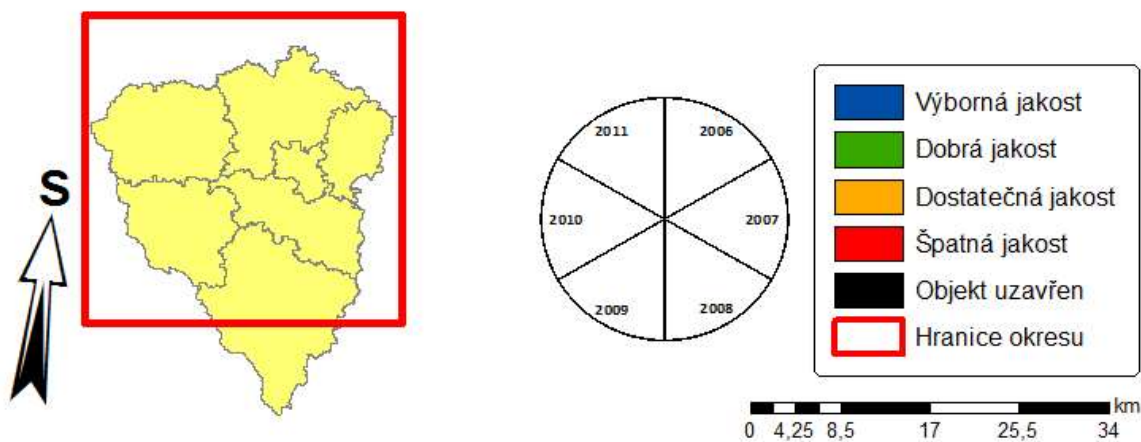 S
2011
2006
2010
2007
2009
2008
Výborná jakost
Dobrá jakost
Dostatečná jakost
Špatná jakost
Objekt uzavřen
Hranice okresu
km
0 4,25 8,5 17 25,5 34